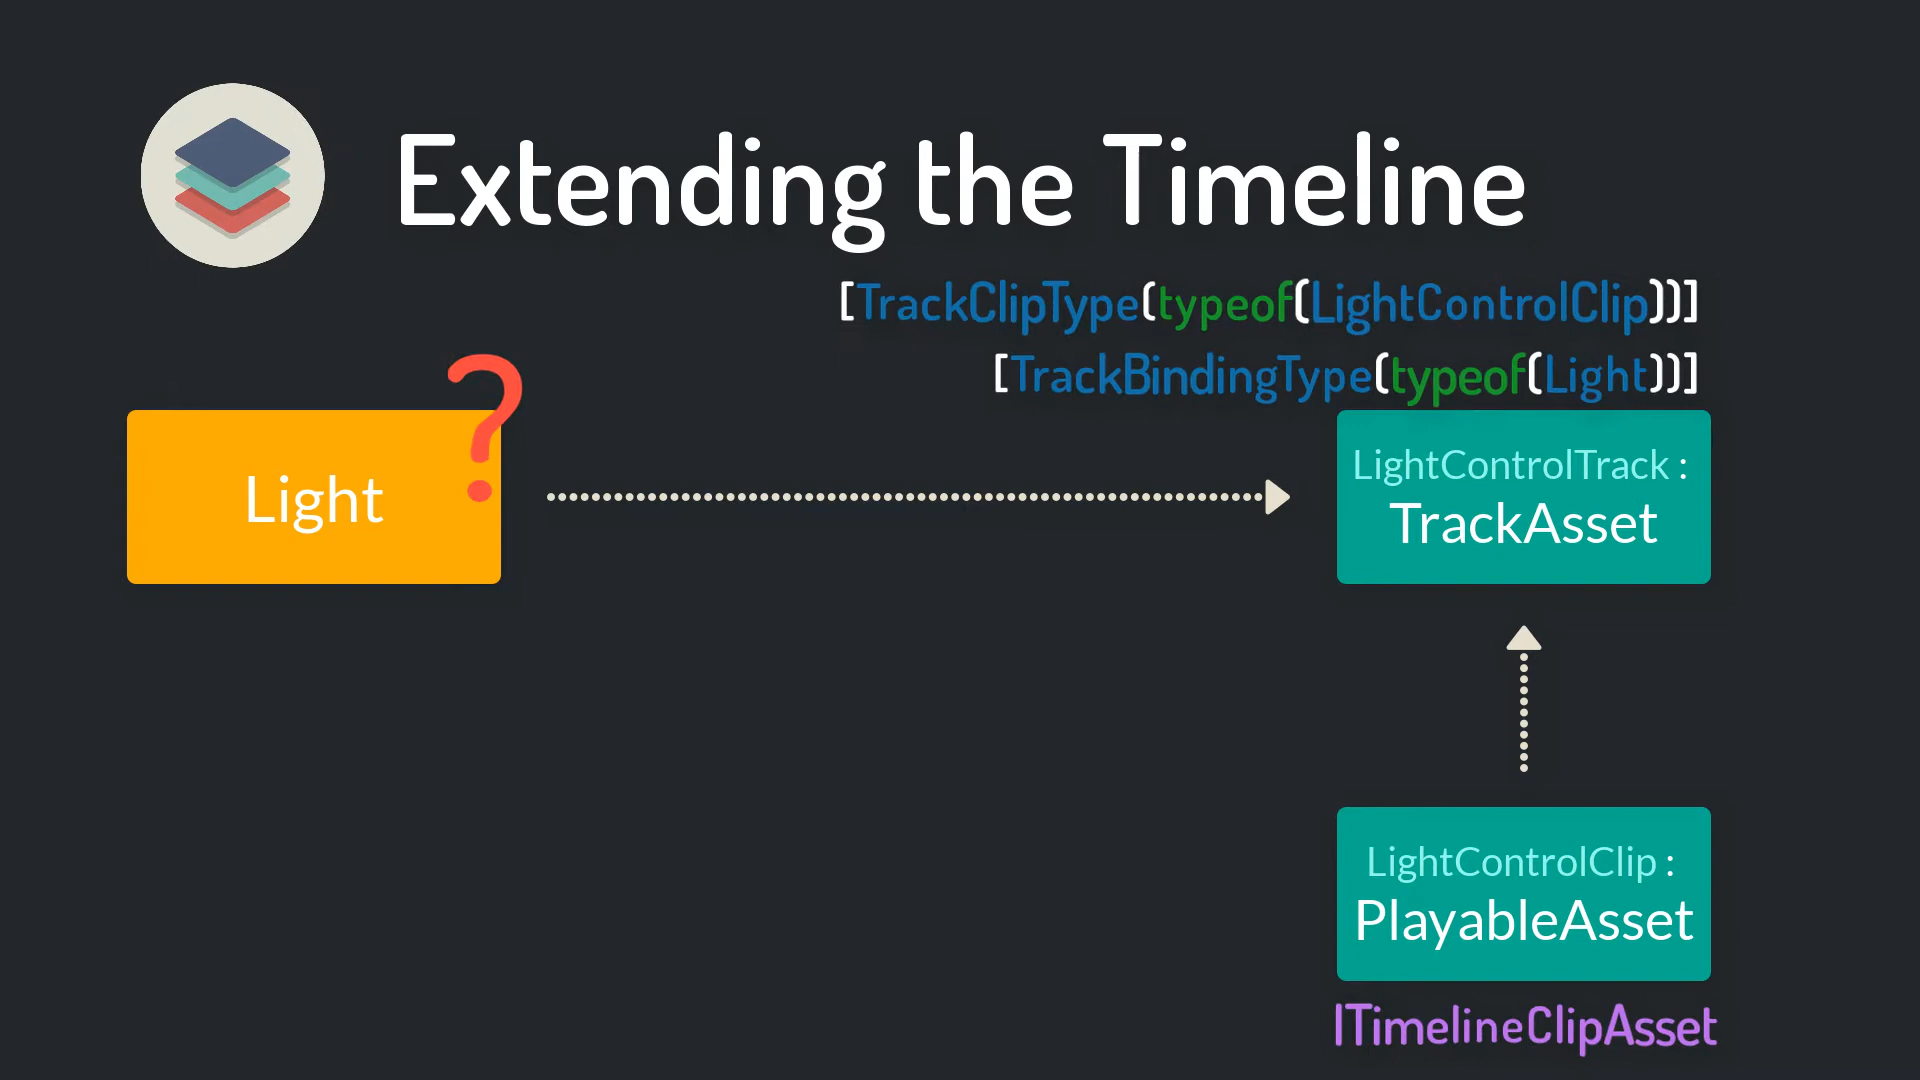 Extending the Timeline
[TrackClipType(typeof(LightControlClip))]
[TrackBindingType(typeof(Light))]
?
Light
LightControlTrack :
TrackAsset
LightControlClip :
PlayableAsset
ITimelineClipAsset